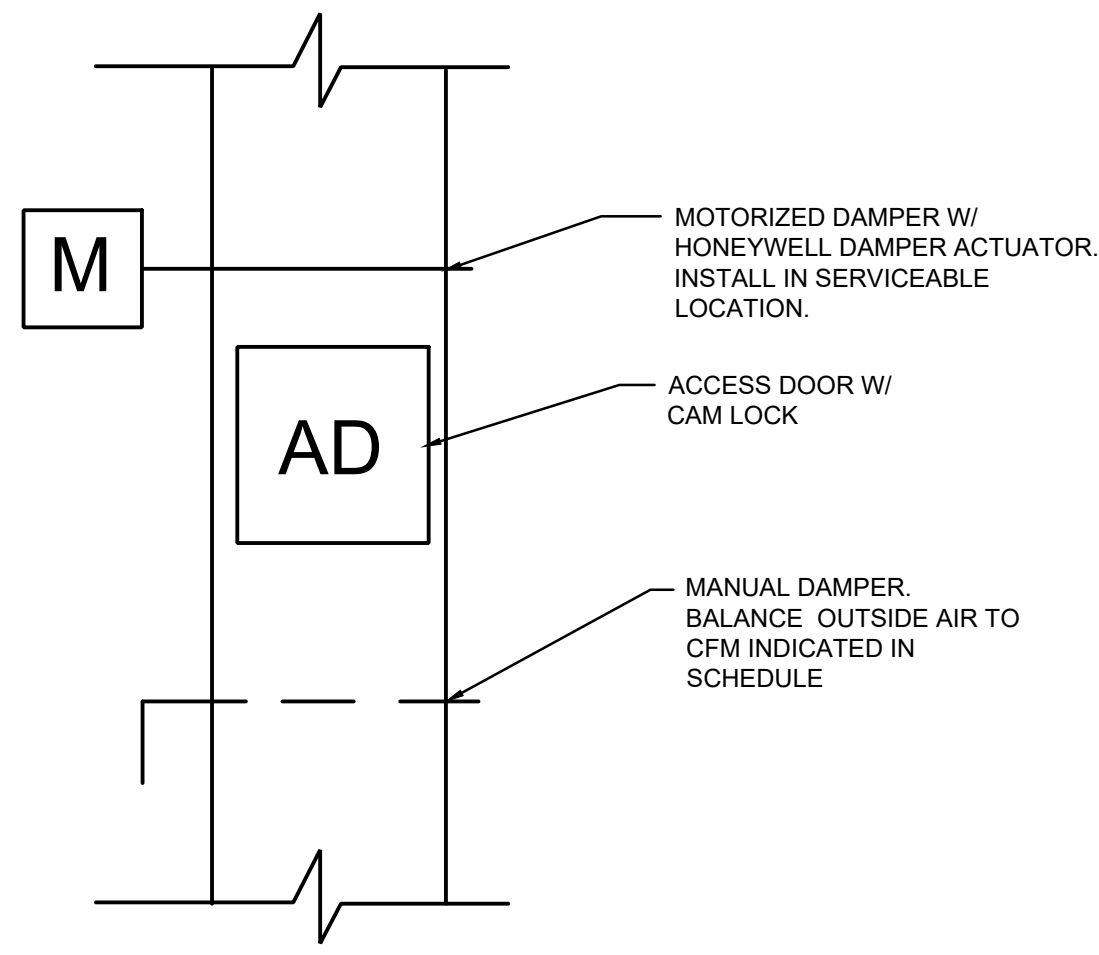 M
MOTORIZED DAMPER W/
HONEYWELL DAMPER ACTUATOR.
INSTALL IN SERVICEABLE
LOCATION.
AD
ACCESS DOOR W/
CAM LOCK
MANUAL DAMPER.
BALANCE OUTSIDE AIR TO
CFM INDICATED IN
SCHEDULE